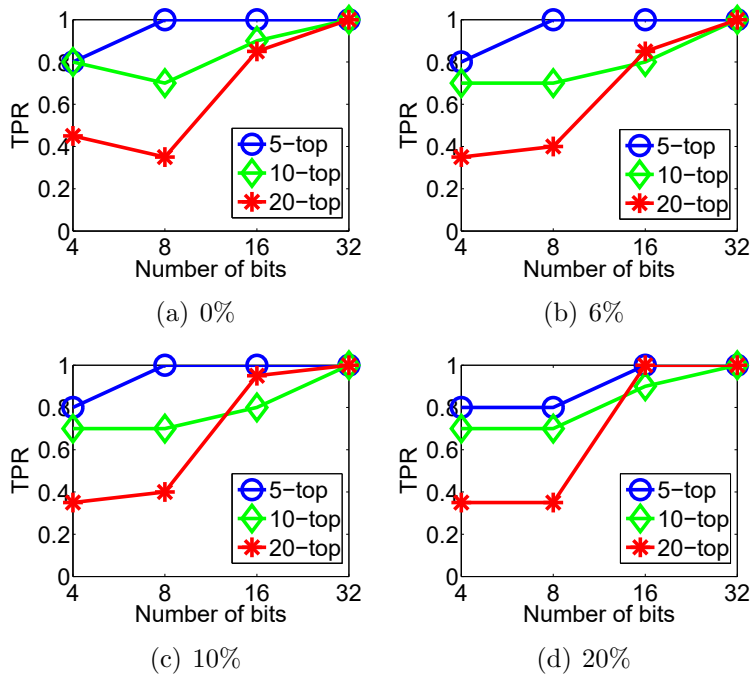 1
0.8
0.6
0.4
0.2
0
TPR
5-top
10-top
20-top
4 8 16 32
Number of bits
(a) 0%
1
0.8
0.6
0.4
0.2
0
TPR
5-top
10-top
20-top
4 8 16 32
Number of bits
(b) 6%
1
0.8
0.6
0.4
0.2
0
TPR
5-top
10-top
20-top
4 8 16 32
Number of bits
(c) 10%
1
0.8
0.6
0.4
0.2
0
TPR
5-top
10-top
20-top
4 8 16 32
Number of bits
(d) 20%